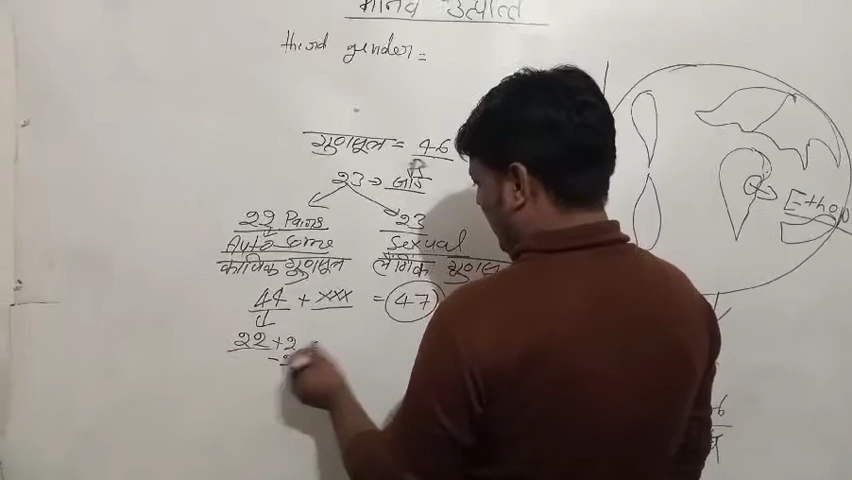 मानव उत्पत्ति
third gender =
गुणसूत्र = 46
23 → जोड़े
22 Pairs
23
Autosome
Sexual
कायिक गुणसूत्र
लैंगिक गुणस
44 + xxx = 47
22 + 2
Ethop